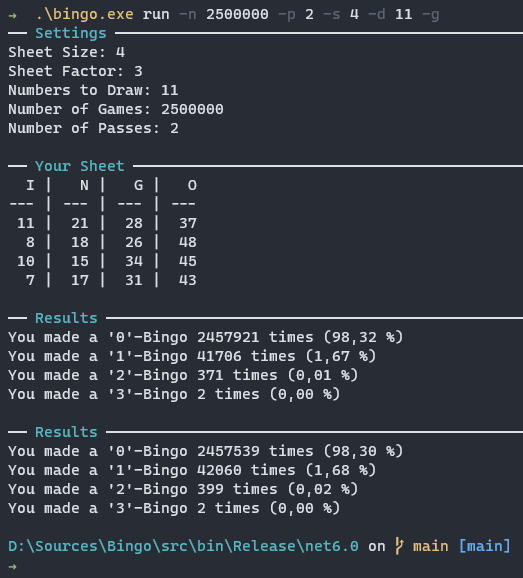 → .\bingo.exe run -n 2500000 -p 2 -s 4 -d 11 -g
── Settings ──
Sheet Size: 4
Sheet Factor: 3
Numbers to Draw: 11
Number of Games: 2500000
Number of Passes: 2
── Your Sheet ──
I | N | G | O
--- | --- | --- | ---
11 | 21 | 28 | 37
8 | 18 | 26 | 48
10 | 15 | 34 | 45
7 | 17 | 31 | 43
── Results ──
You made a '0'-Bingo 2457921 times (98,32 %)
You made a '1'-Bingo 41706 times (1,67 %)
You made a '2'-Bingo 371 times (0,01 %)
You made a '3'-Bingo 2 times (0,00 %)
── Results ──
You made a '0'-Bingo 2457539 times (98,30 %)
You made a '1'-Bingo 42060 times (1,68 %)
You made a '2'-Bingo 399 times (0,02 %)
You made a '3'-Bingo 2 times (0,00 %)
D:\Sources\Bingo\src\bin\Release\net6.0 on main [main]
→